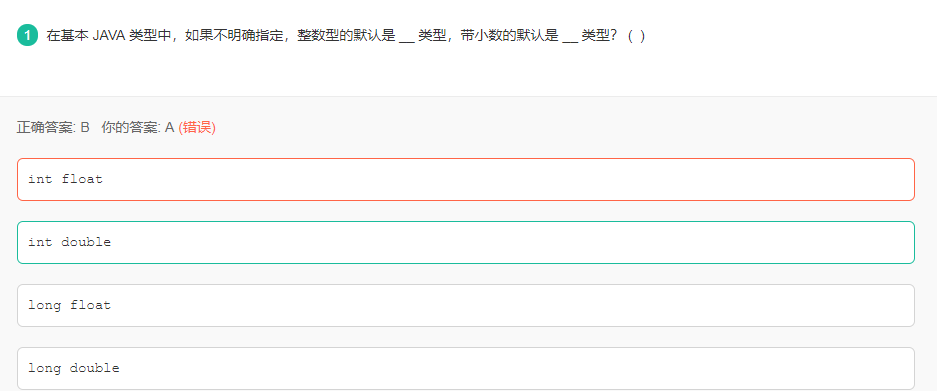 1 在基本 JAVA 类型中，如果不明确指定，整数型的默认是 __ 类型，带小数的默认是 __ 类型？ ( )
正确答案: B 你的答案: A (错误)
int float
int double
long float
long double